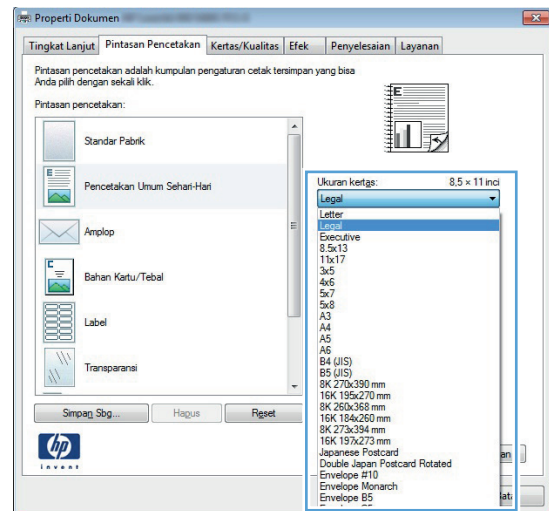 Properti Dokumen
Tingkat Lanjut
Pintasan Pencetakan
Kertas/Kualitas
Efek
Penyelesaian
Layanan
Pintasan pencetakan adalah kumpulan pengaturan cetak tersimpan yang bisa
Anda pilih dengan sekali klik.
Pintasan pencetakan:
Standar Pabrik
Pencetakan Umum Sehari-Hari
Amplop
Bahan Kartu/Tebal
Label
Transparansi
Simpan Sbg...
Hapus
Reset
E
E
C
Ukuran kertas:
8,5 × 11 inci
Legal
Letter
Legal
Executive
8.5x13
11x17
3x5
4x6
5x7
5x8
A3
A4
A5
A6
B4 (JIS)
B5 (JIS)
8K 270x390 mm
16K 195x270 mm
8K 260x368 mm
16K 184x260 mm
8K 273x394 mm
16K 197x273 mm
Japanese Postcard
Double Japan Postcard Rotated
Envelope #10
Envelope Monarch
Envelope B5
hp
invent